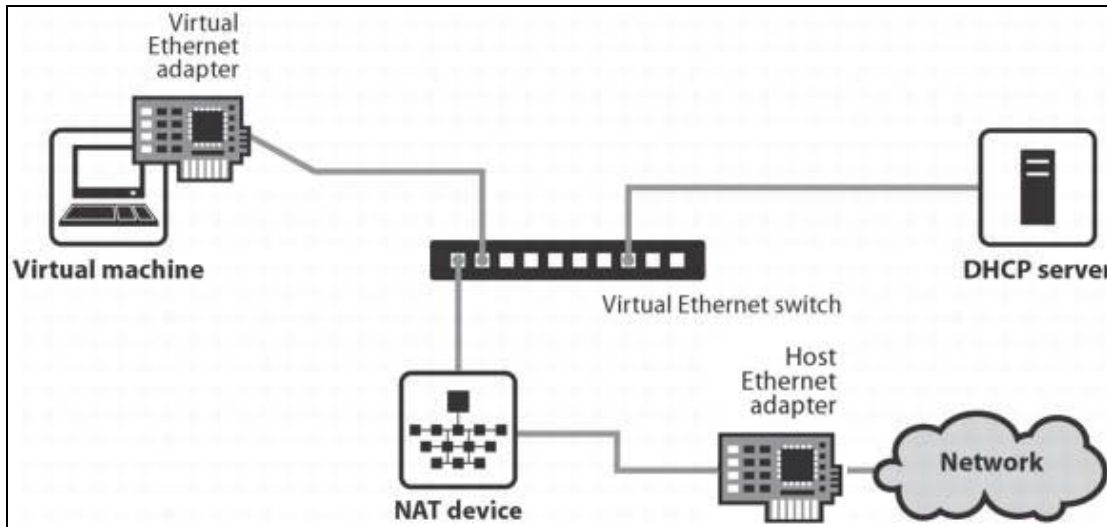 Virtual
Ethernet
adapter
Virtual machine
DHCP server
Virtual Ethernet switch
Host
Ethernet
adapter
Network
NAT device